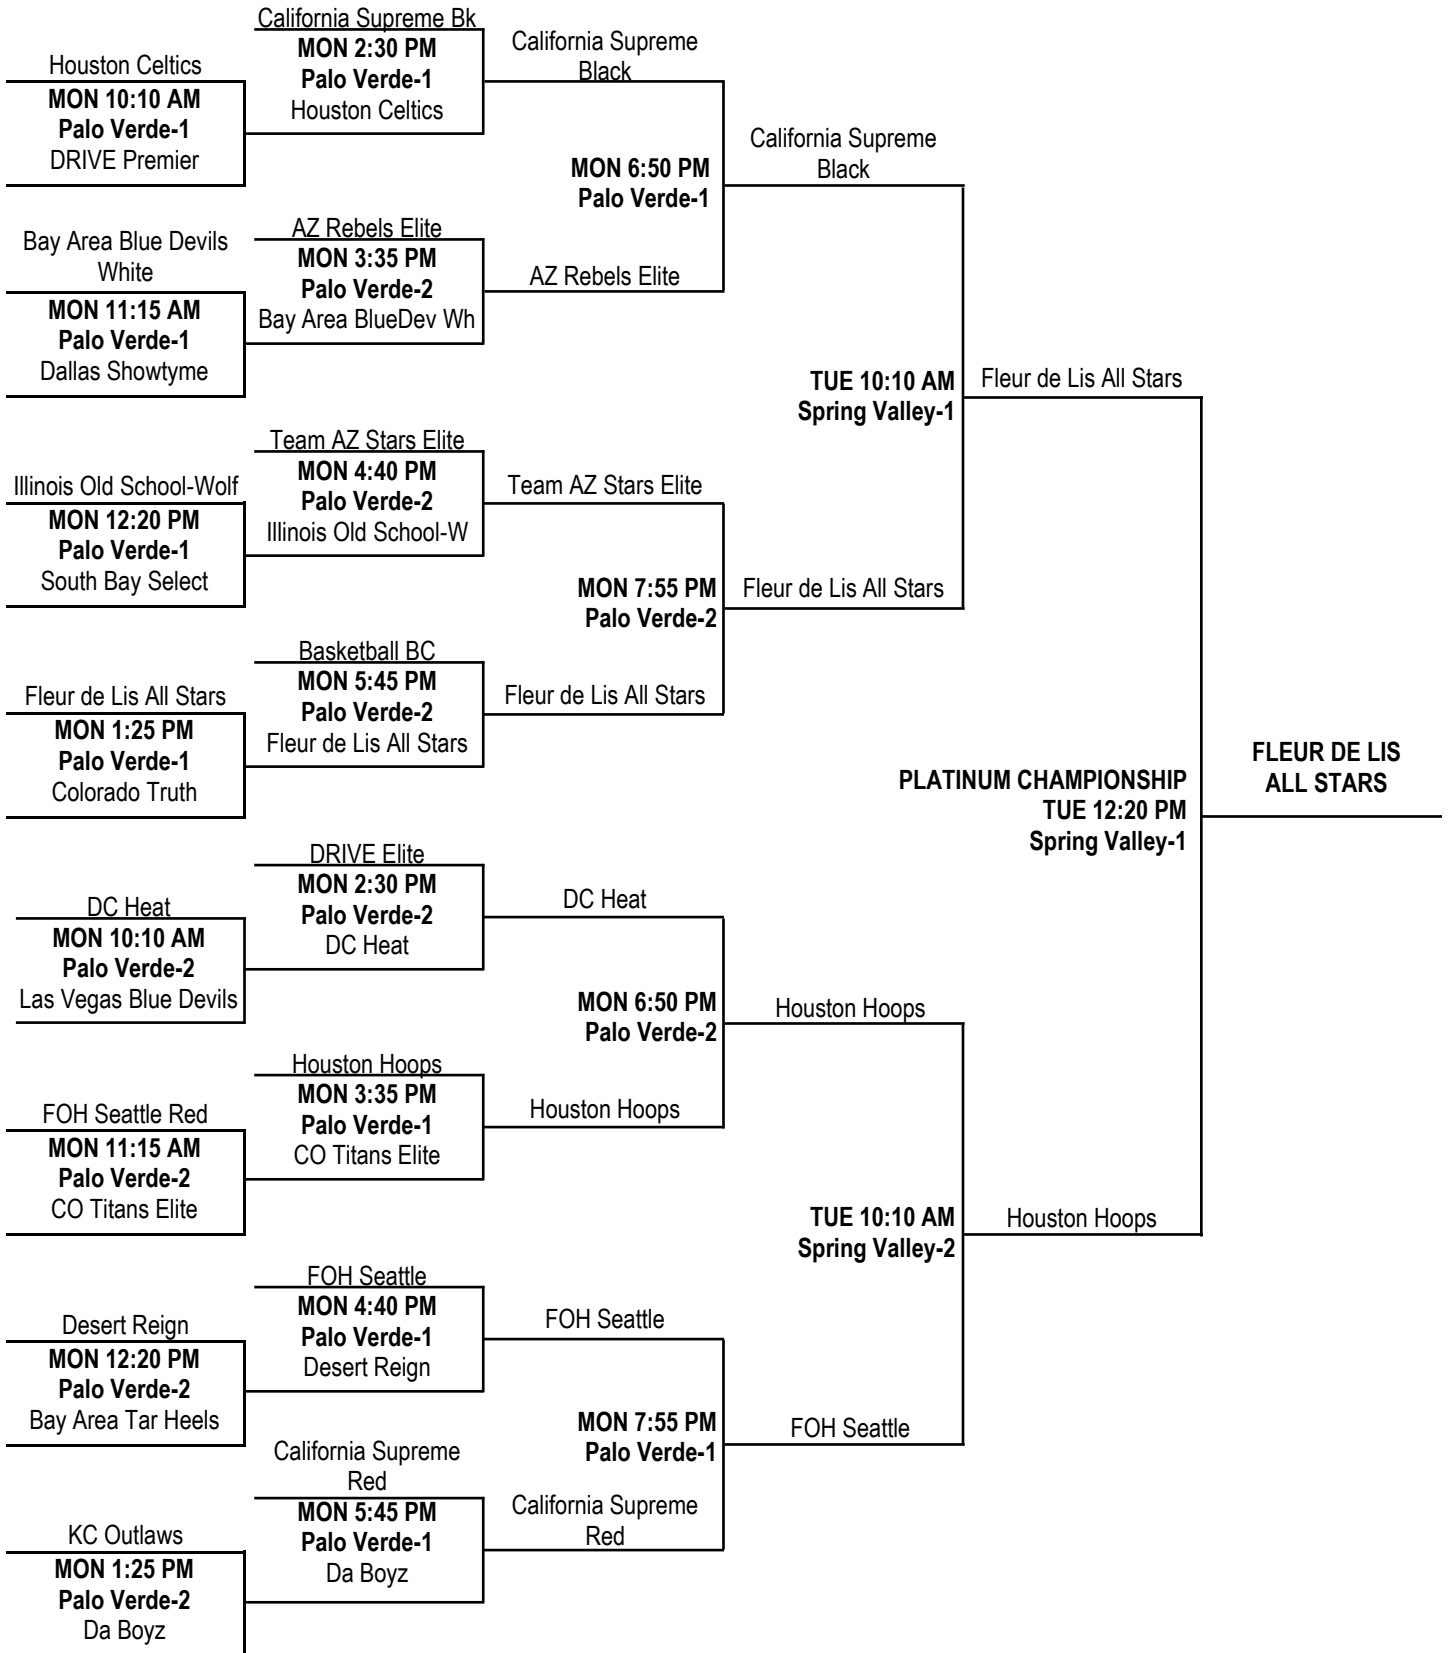 California Supreme Bk
MON 2:30 PM
Palo Verde-1
Houston Celtics
Houston Celtics
MON 10:10 AM
Palo Verde-1
DRIVE Premier
California Supreme
Black
MON 6:50 PM
Palo Verde-1
California Supreme
Black
Bay Area Blue Devils
White
MON 11:15 AM
Palo Verde-1
Dallas Showtyme
AZ Rebels Elite
MON 3:35 PM
Palo Verde-2
Bay Area BlueDev Wh
AZ Rebels Elite
TUE 10:10 AM
Spring Valley-1
Fleur de Lis All Stars
Illinois Old School-Wolf
MON 12:20 PM
Palo Verde-1
South Bay Select
Team AZ Stars Elite
MON 4:40 PM
Palo Verde-2
Illinois Old School-W
Team AZ Stars Elite
MON 7:55 PM
Palo Verde-2
Fleur de Lis All Stars
Fleur de Lis All Stars
MON 1:25 PM
Palo Verde-1
Colorado Truth
Basketball BC
MON 5:45 PM
Palo Verde-2
Fleur de Lis All Stars
Fleur de Lis All Stars
PLATINUM CHAMPIONSHIP
TUE 12:20 PM
Spring Valley-1
FLEUR DE LIS
ALL STARS
DC Heat
MON 10:10 AM
Palo Verde-2
Las Vegas Blue Devils
DRIVE Elite
MON 2:30 PM
Palo Verde-2
DC Heat
DC Heat
MON 6:50 PM
Palo Verde-2
Houston Hoops
FOH Seattle Red
MON 11:15 AM
Palo Verde-2
CO Titans Elite
Houston Hoops
MON 3:35 PM
Palo Verde-1
CO Titans Elite
Houston Hoops
TUE 10:10 AM
Spring Valley-2
Houston Hoops
Desert Reign
MON 12:20 PM
Palo Verde-2
Bay Area Tar Heels
FOH Seattle
MON 4:40 PM
Palo Verde-1
Desert Reign
FOH Seattle
MON 7:55 PM
Palo Verde-1
FOH Seattle
KC Outlaws
MON 1:25 PM
Palo Verde-2
Da Boyz
California Supreme
Red
MON 5:45 PM
Palo Verde-1
Da Boyz
California Supreme
Red